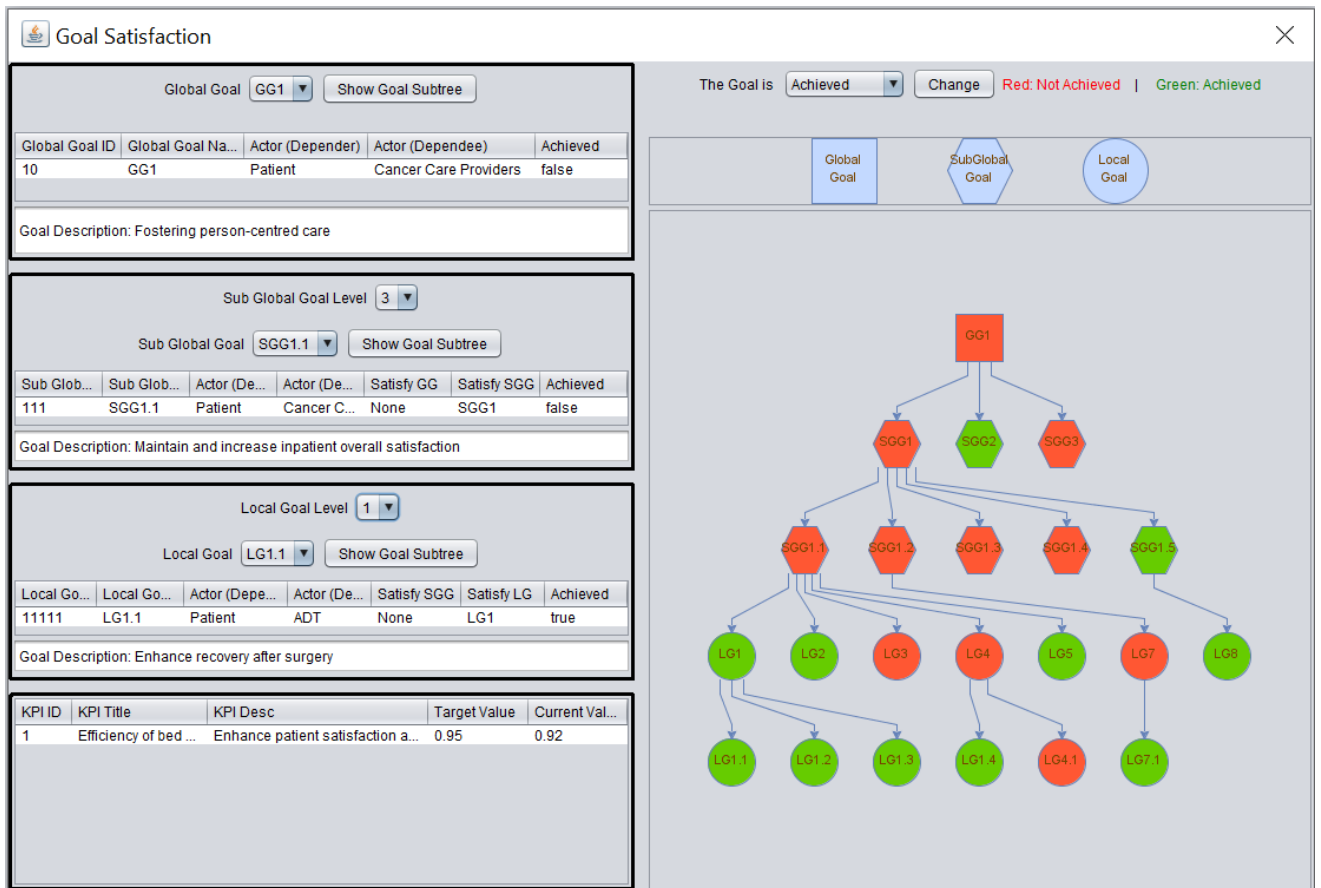 Goal Satisfaction
Global Goal GG1 Show Goal Subtree
Global Goal ID Global Goal Na... Actor (Depender) Actor (Dependee) Achieved
10 GG1 Patient Cancer Care Providers false
Goal Description: Fostering person-centred care
Sub Global Goal Level 3
Sub Global Goal SGG1.1 Show Goal Subtree
Sub Glob... Sub Glob... Actor (De... Actor (De... Satisfy GG Satisfy SGG Achieved
111 SGG1.1 Patient Cancer C... None SGG1 false
Goal Description: Maintain and increase inpatient overall satisfaction
Local Goal Level 1
Local Goal LG1.1 Show Goal Subtree
Local Go... Local Go... Actor (Depe... Actor (De... Satisfy SGG Satisfy LG Achieved
11111 LG1.1 Patient ADT None LG1 true
Goal Description: Enhance recovery after surgery
KPI ID KPI Title KPI Desc Target Value Current Val...
1 Efficiency of bed ... Enhance patient satisfaction a... 0.95 0.92
The Goal is Achieved Change Red: Not Achieved | Green: Achieved
Global Goal
SubGlobal Goal
Local Goal
GG1
SGG1 SGG2 SGG3
SGG1.1 SGG1.2 SGG1.3 SGG1.4 SGG1.5
LG1 LG2 LG3 LG4 LG5 LG7 LG8
LG1.1 LG1.2 LG1.3 LG1.4 LG4.1 LG7.1